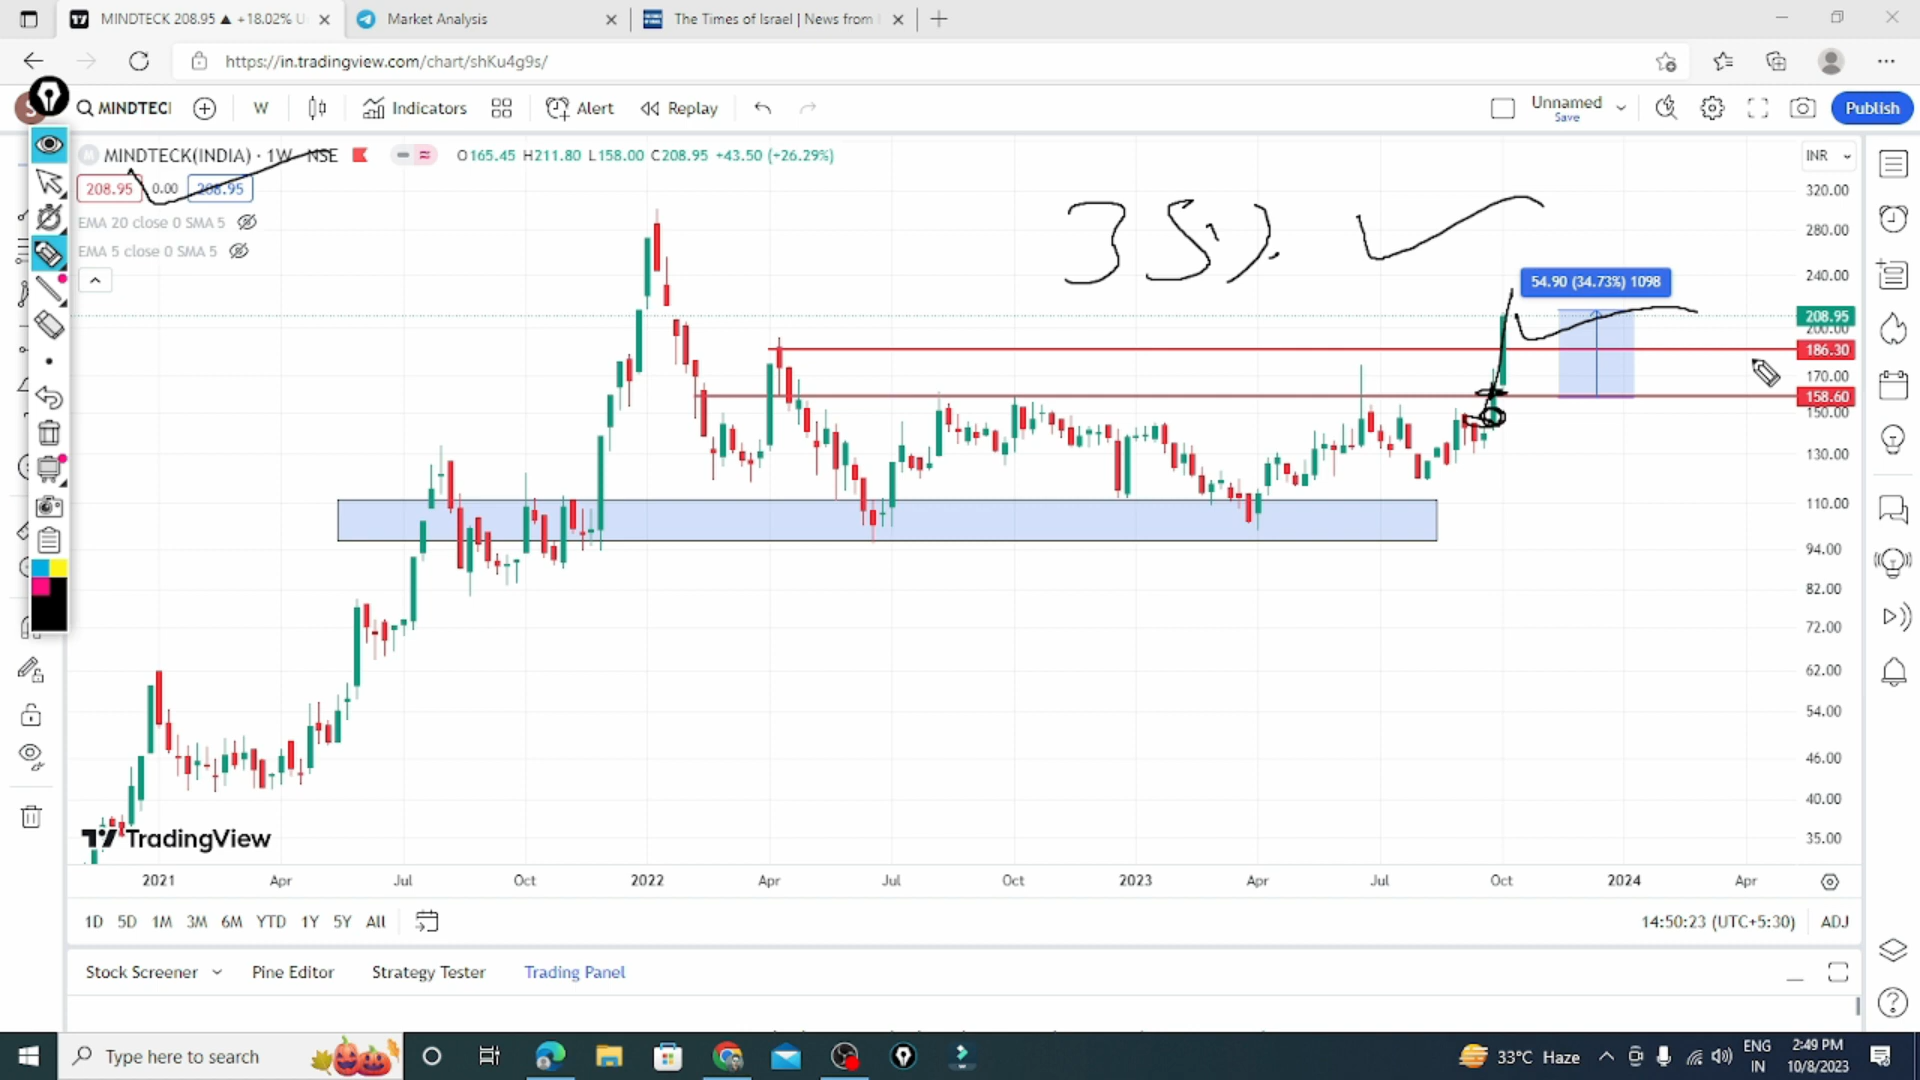 MINDTECK 208.95 ▲ +18.02% U
Market Analysis
The Times of Israel | News from
https://in.tradingview.com/chart/shKu4g9s/
MINDTECI
W
Indicators
Alert
Replay
Unnamed
Save
Publish
MINDTECK(INDIA) · 1W NSE
O165.45 H211.80 L158.00 C208.95 +43.50 (+26.29%)
INR
208.95
0.00
208.95
EMA 20 close 0 SMA 5
EMA 5 close 0 SMA 5
35%
54.90 (34.73%) 1098
320.00
280.00
240.00
208.95
200.00
186.30
170.00
158.60
150.00
130.00
110.00
94.00
82.00
72.00
62.00
54.00
46.00
40.00
35.00
TradingView
2021 Apr Jul Oct 2022 Apr Jul Oct 2023 Apr Jul Oct 2024 Apr
1D 5D 1M 3M 6M YTD 1Y 5Y All
14:50:23 (UTC+5:30)
ADJ
Stock Screener
Pine Editor
Strategy Tester
Trading Panel
Type here to search
33°C Haze
ENG
IN
2:49 PM
10/8/2023